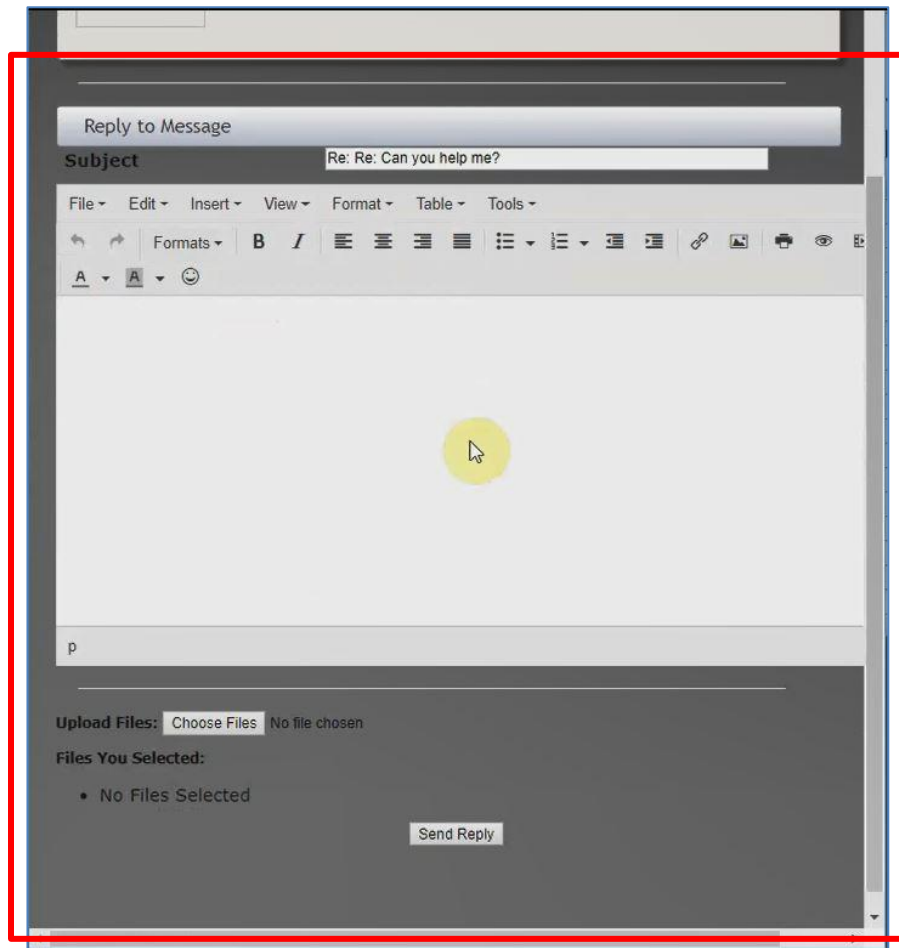 Reply to Message
Subject Re: Re: Can you help me?
File Edit Insert View Format Table Tools
Formats B I
A A
p
Upload Files: Choose Files No file chosen
Files You Selected:
• No Files Selected
Send Reply